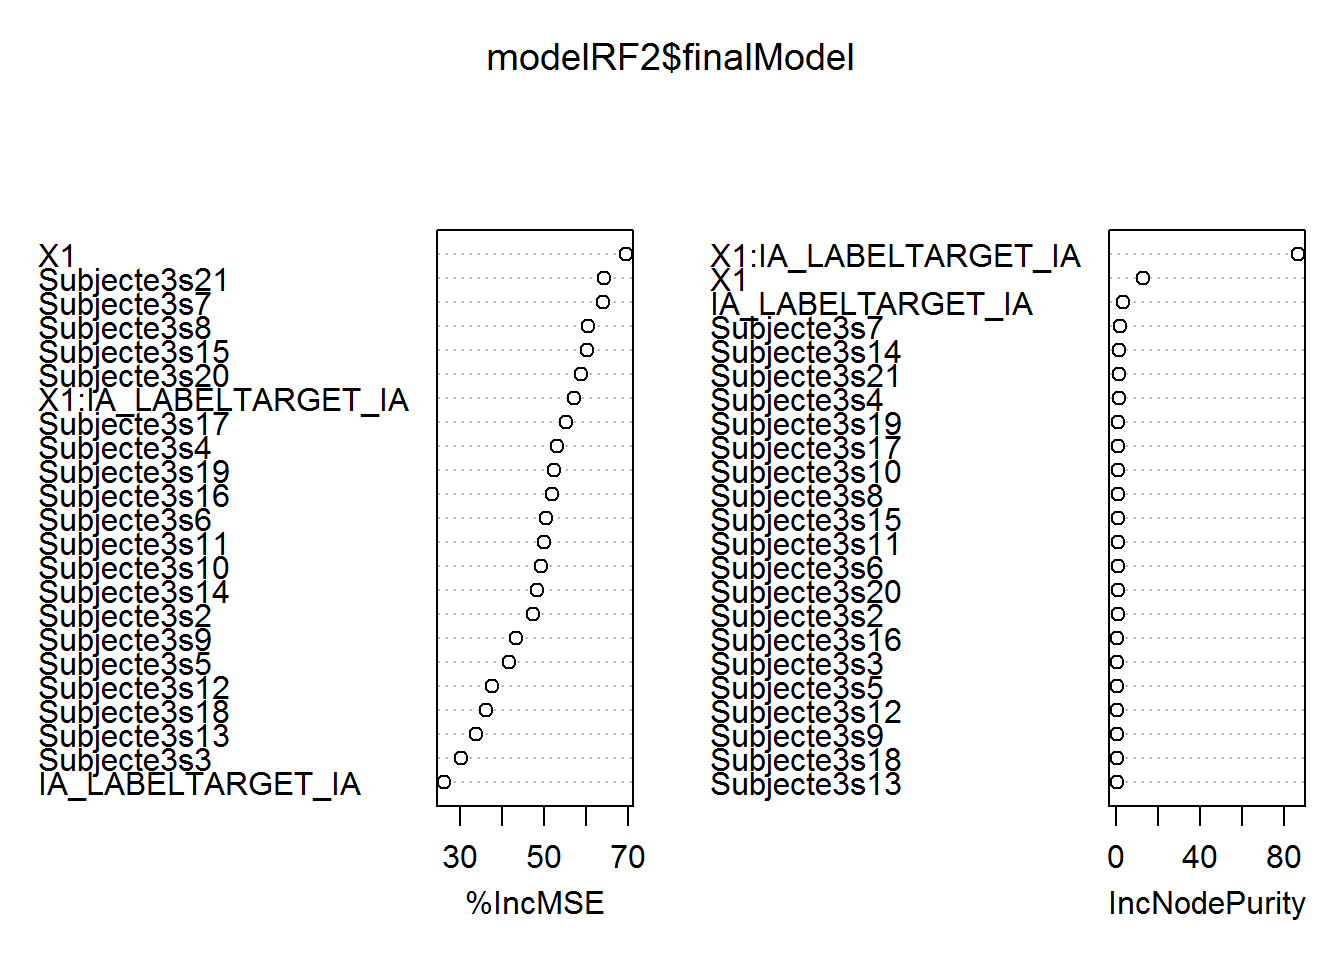 modelRF2$finalModel
X1
Subjecte3s21
Subjecte3s7
Subjecte3s8
Subjecte3s15
Subjecte3s20
X1:IA_LABELTARGET_IA
Subjecte3s17
Subjecte3s4
Subjecte3s19
Subjecte3s16
Subjecte3s6
Subjecte3s11
Subjecte3s10
Subjecte3s14
Subjecte3s2
Subjecte3s9
Subjecte3s5
Subjecte3s12
Subjecte3s18
Subjecte3s13
Subjecte3s3
IA_LABELTARGET_IA
30 50 70
%IncMSE
X1:IA_LABELTARGET_IA
X1
IA_LABELTARGET_IA
Subjecte3s7
Subjecte3s14
Subjecte3s21
Subjecte3s4
Subjecte3s19
Subjecte3s17
Subjecte3s10
Subjecte3s8
Subjecte3s15
Subjecte3s11
Subjecte3s6
Subjecte3s20
Subjecte3s2
Subjecte3s16
Subjecte3s3
Subjecte3s5
Subjecte3s12
Subjecte3s9
Subjecte3s18
Subjecte3s13
0 40 80
IncNodePurity